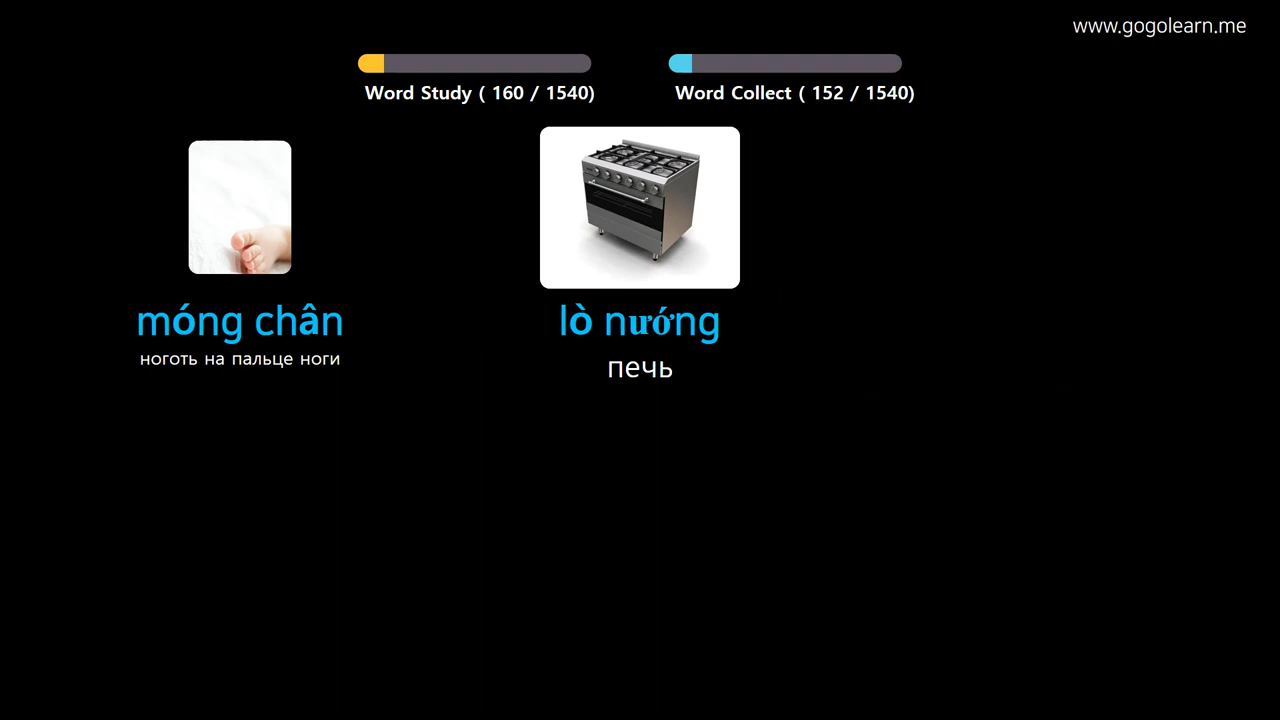 www.gogolearn.me
Word Study ( 160 / 1540)
Word Collect ( 152 / 1540)
móng chân
ноготь на пальце ноги
lò nướng
печь